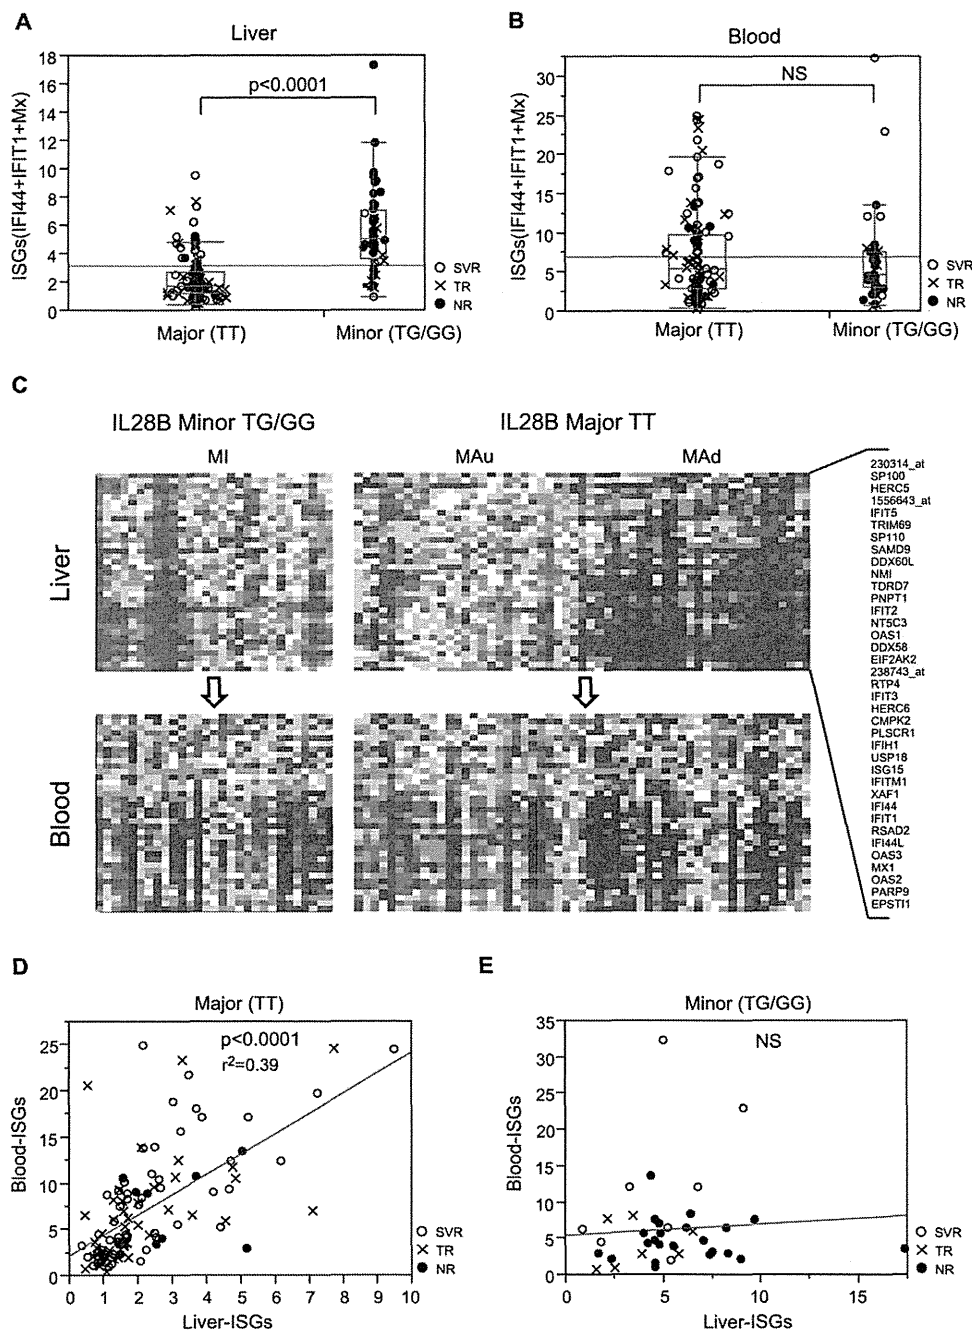 A
Liver
ISGs(IFI44+IFIT1+Mx)
18
16
14
12
10
8
6
4
2
0
p<0.0001
SVR
TR
NR
Major (TT)
Minor (TG/GG)
B
Blood
ISGs(IFI44+IFIT1+Mx)
30
25
20
15
10
5
0
NS
SVR
TR
NR
Major (TT)
Minor (TG/GG)
C
IL28B Minor TG/GG
IL28B Major TT
MI
MAu
MAd
Liver
Blood
230314_at
SP100
HERC5
1556643_at
IFIT5
TRIM69
SP110
SAMD9
DDX60L
NMI
TDRD7
PNPT1
IFIT2
NT5C3
OAS1
DDX58
EIF2AK2
238743_at
RTP4
IFIT3
HERC6
CMPK2
PLSCR1
IFIH1
USP18
ISG15
IFITM1
XAF1
IFI44
IFIT1
RSAD2
IFI44L
OAS3
MX1
OAS2
PARP9
EPSTI1
D
Major (TT)
p<0.0001
r²=0.39
Blood-ISGs
25
20
15
10
5
0
0 1 2 3 4 5 6 7 8 9 10
Liver-ISGs
SVR
TR
NR
E
Minor (TG/GG)
NS
Blood-ISGs
35
30
25
20
15
10
5
0
0 5 10 15
Liver-ISGs
SVR
TR
NR